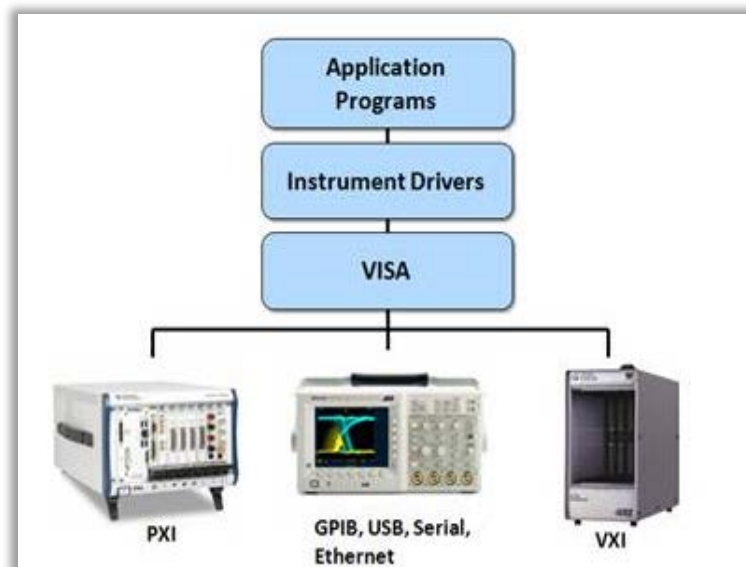 Application
Programs
Instrument Drivers
VISA
PXI
GPIB, USB, Serial,
Ethernet
VXI